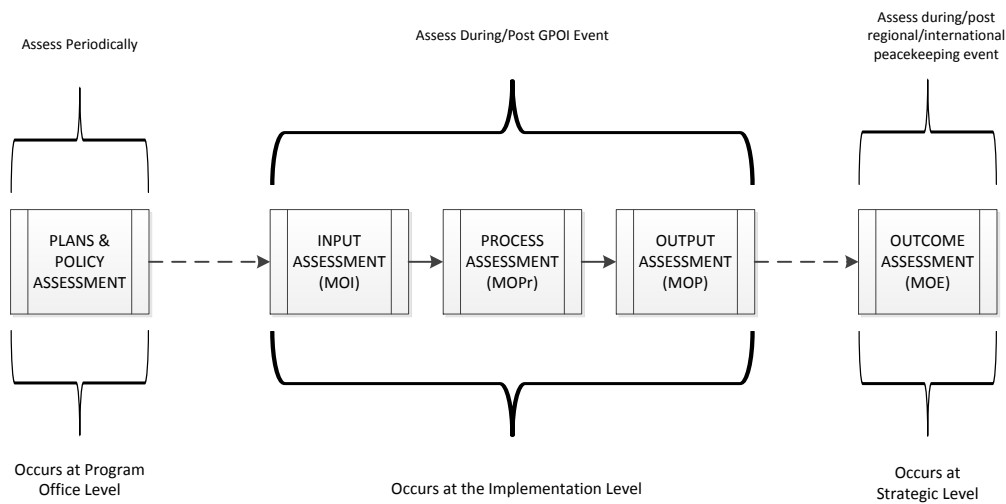 Assess Periodically
Assess During/Post GPOI Event
Assess during/post
regional/international
peacekeeping event
PLANS &
POLICY
ASSESSMENT
INPUT
ASSESSMENT
(MOI)
PROCESS
ASSESSMENT
(MOPr)
OUTPUT
ASSESSMENT
(MOP)
OUTCOME
ASSESSMENT
(MOE)
Occurs at Program
Office Level
Occurs at the Implementation Level
Occurs at
Strategic Level